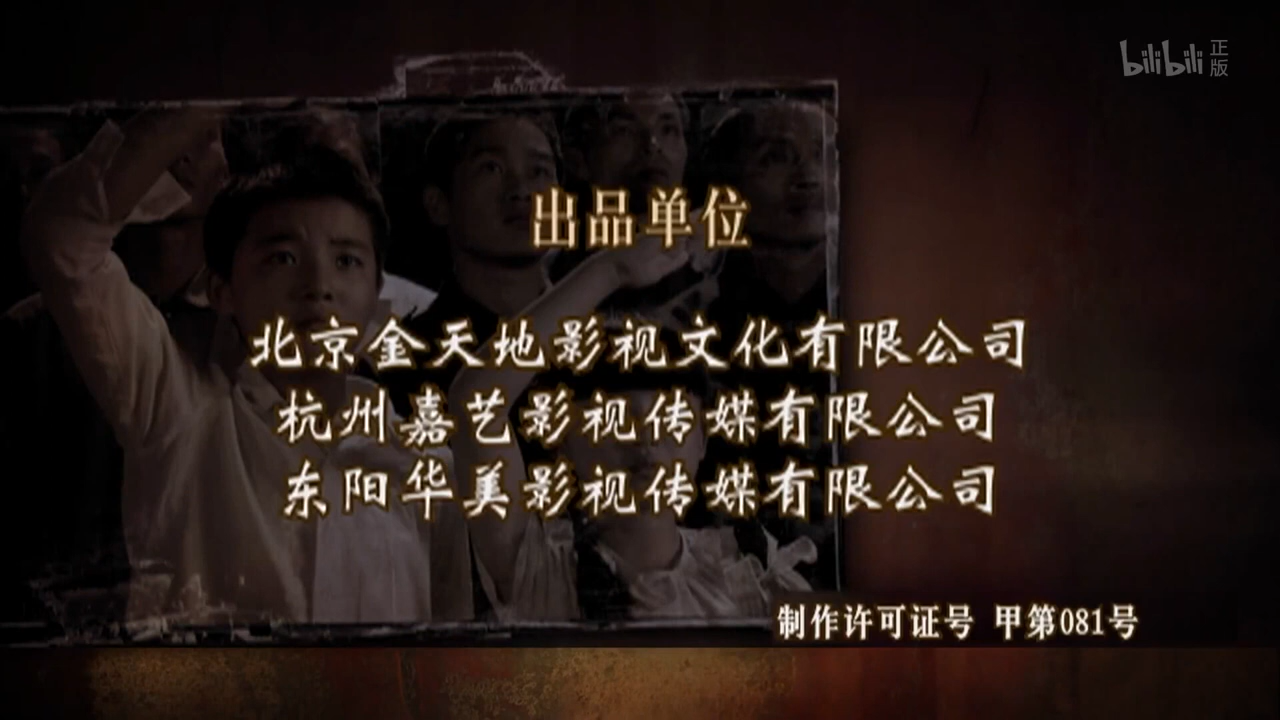 bilibili 正版
出品单位
北京金天地影视文化有限公司
杭州嘉艺影视传媒有限公司
东阳华美影视传媒有限公司
制作许可证号 甲第081号